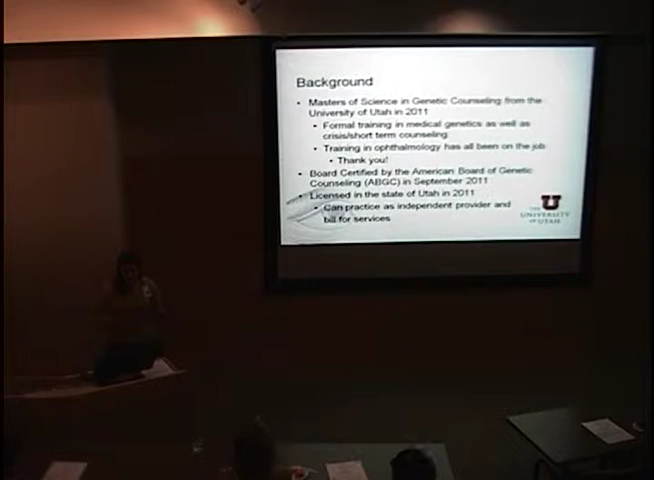 Background
• Masters of Science in Genetic Counseling from the
University of Utah in 2011
• Formal training in medical genetics as well as
crisis/short term counseling
• Training in ophthalmology has all been on the job
• Thank you!
• Board Certified by the American Board of Genetic
Counseling (ABGC) in September 2011
• Licensed in the state of Utah in 2011
• Can practice as independent provider and
bill for services
U
THE
UNIVERSITY
OF UTAH